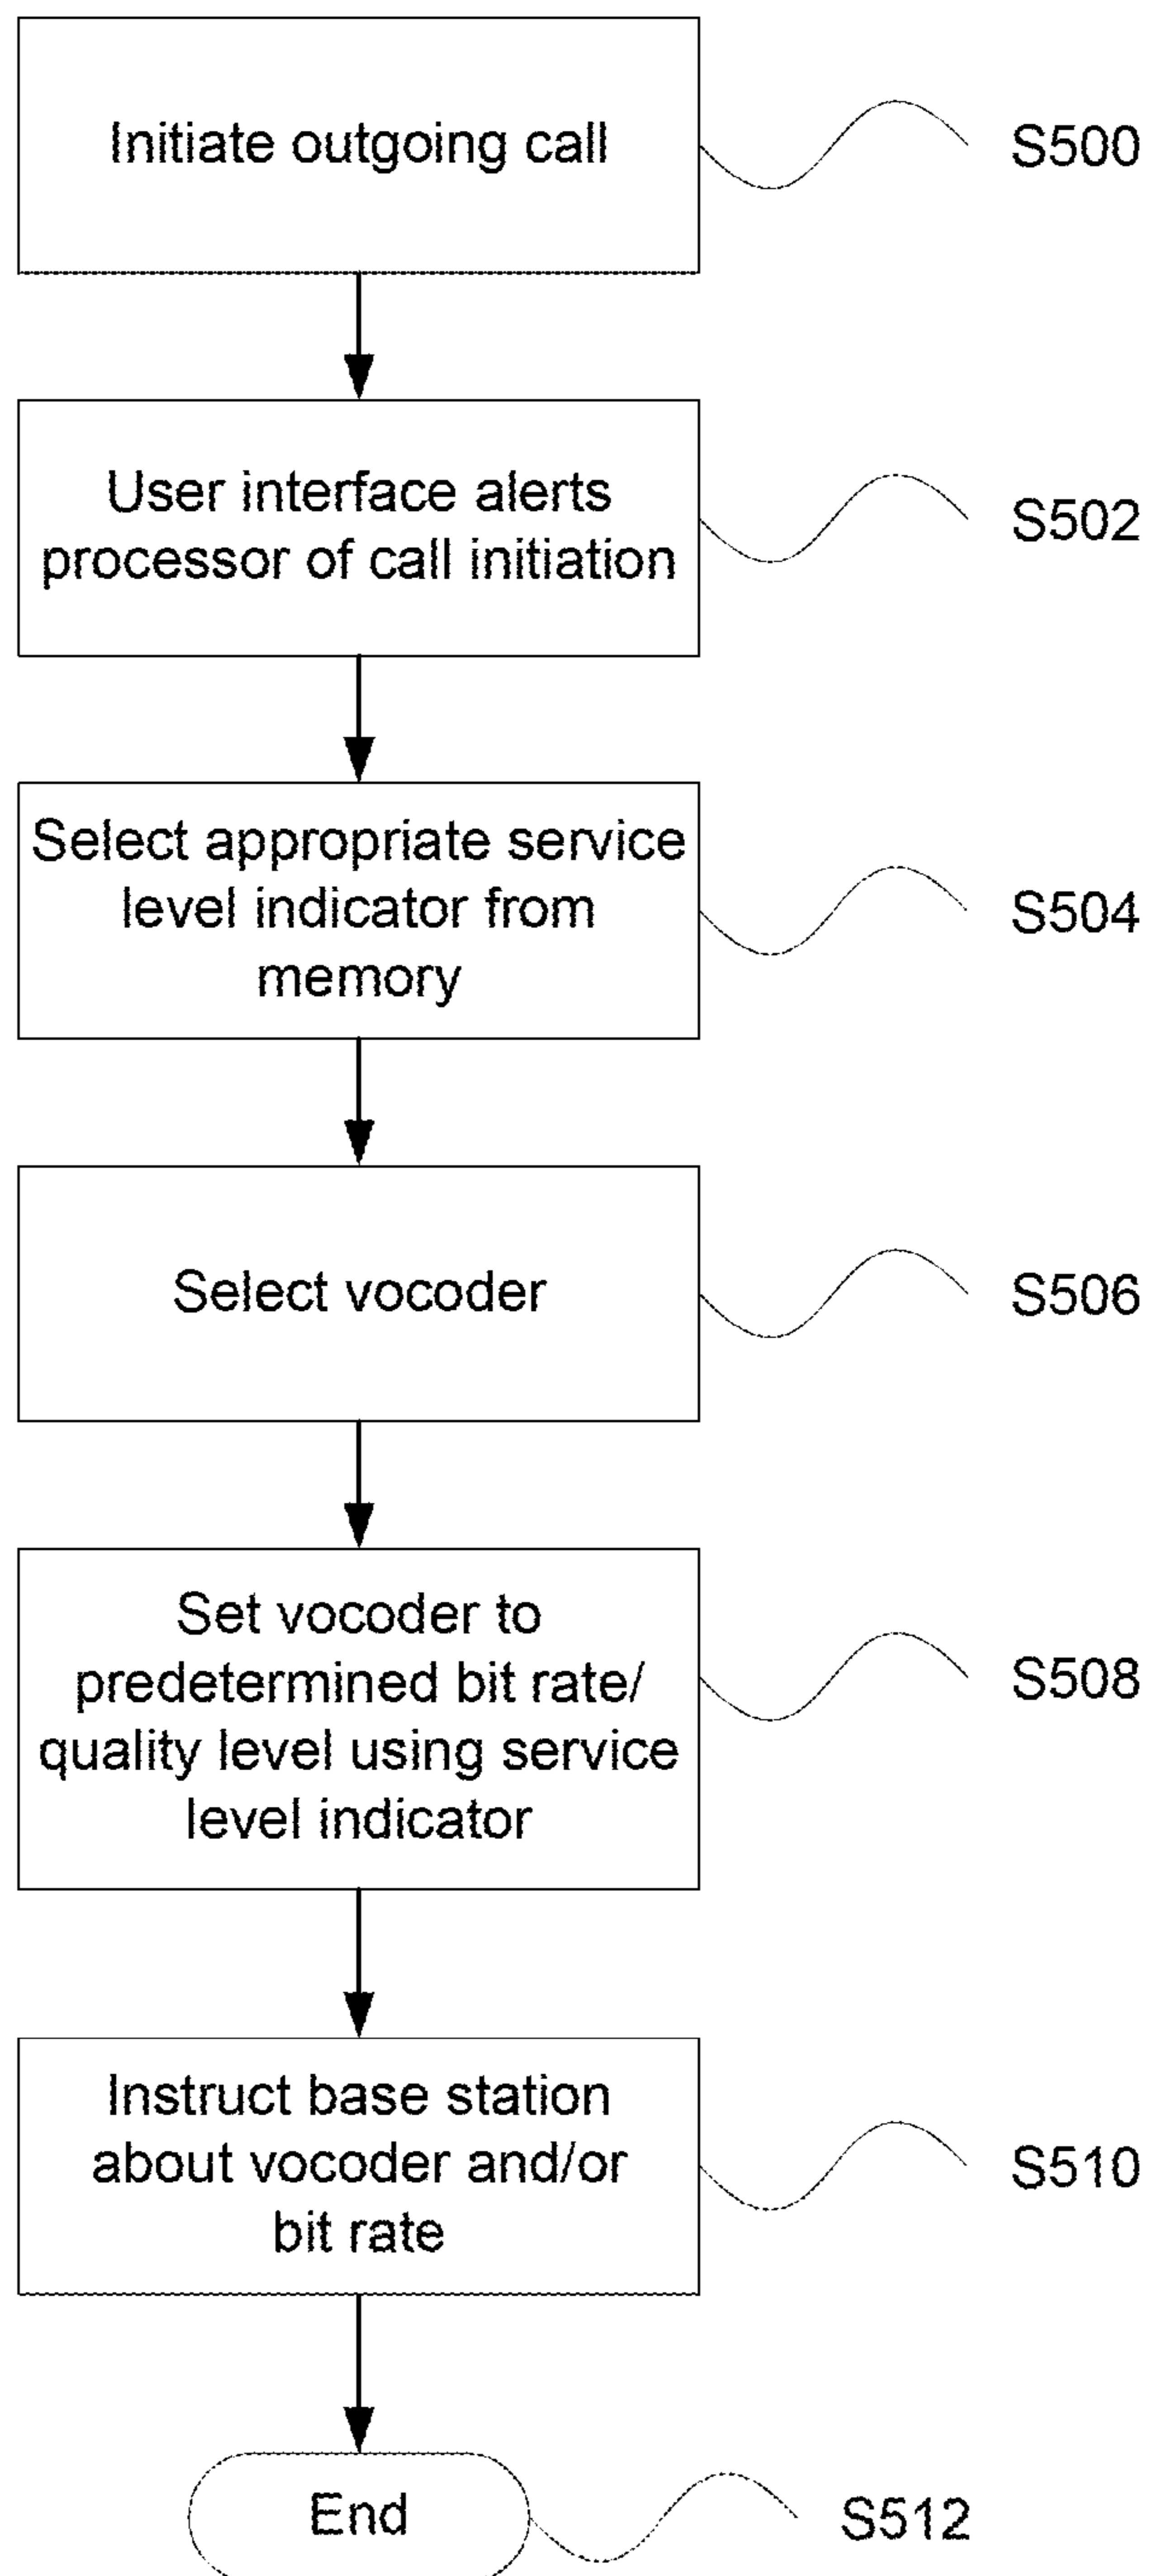 Initiate outgoing call
S500
User interface alerts
processor of call initiation
S502
Select appropriate service
level indicator from
memory
S504
Select vocoder
S506
Set vocoder to
predetermined bit rate/
quality level using service
level indicator
S508
Instruct base station
about vocoder and/or
bit rate
S510
End
S512